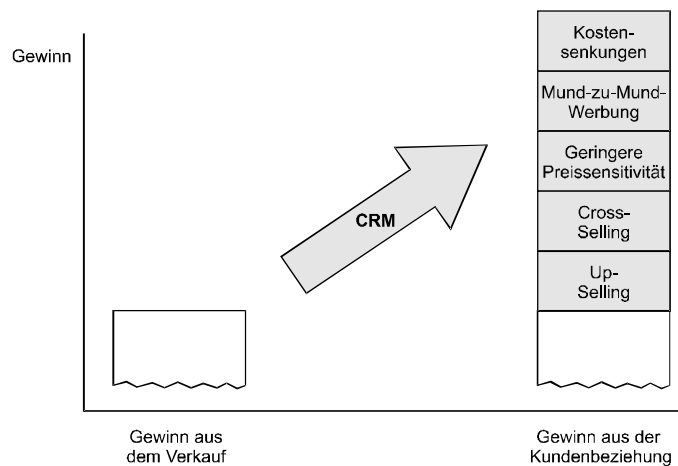 Gewinn
Kosten-
senkungen
Mund-zu-Mund-
Werbung
Geringere
Preissensitivität
Cross-
Selling
Up-
Selling
CRM
Gewinn aus
dem Verkauf
Gewinn aus der
Kundenbeziehung